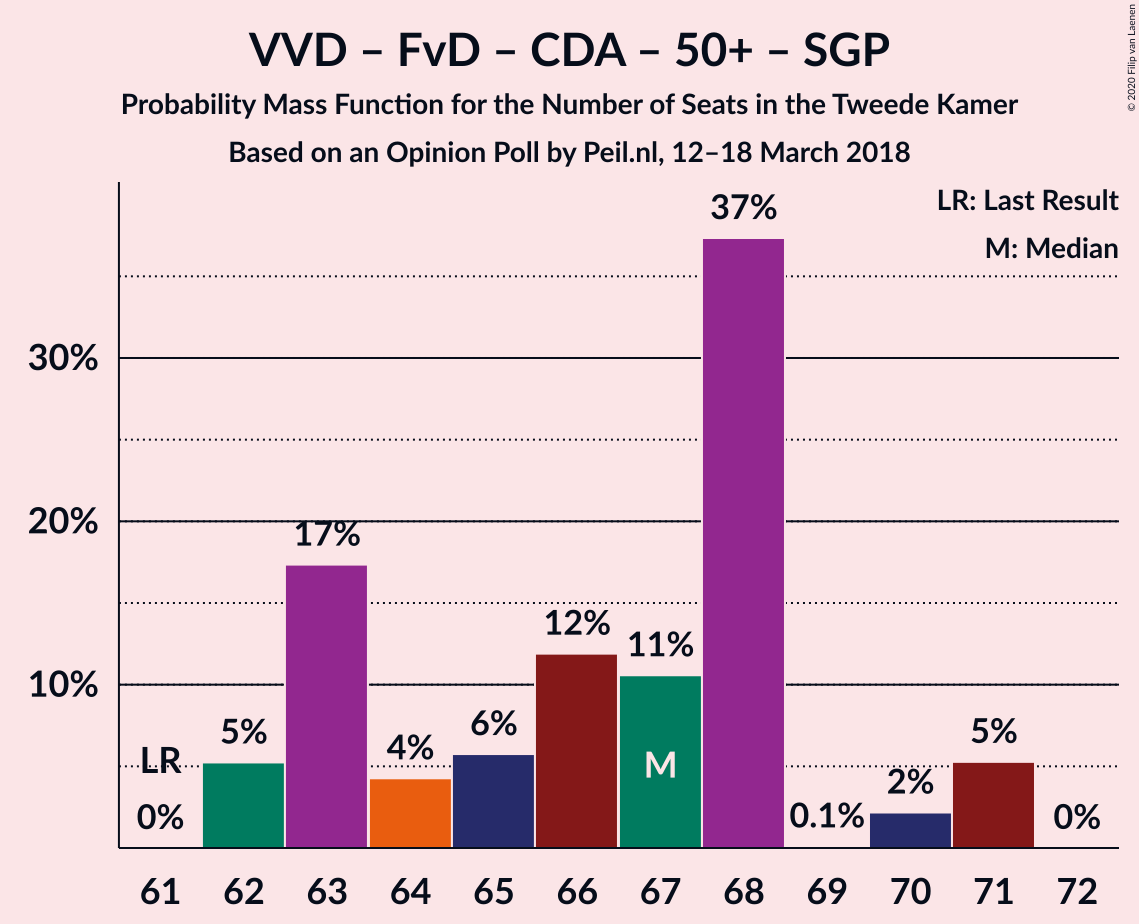 VVD – FvD – CDA – 50+ – SGP
Probability Mass Function for the Number of Seats in the Tweede Kamer
Based on an Opinion Poll by Peil.nl, 12–18 March 2018
© 2020 Filip van Laenen
LR: Last Result
M: Median
37%
30%
20%
17%
12%
11%
10%
6%
5%
5%
4%
2%
LR
M
0%
0.1%
0%
61 62 63 64 65 66 67 68 69 70 71 72